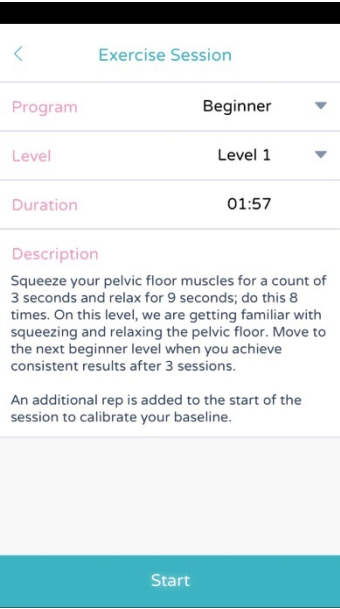 Exercise Session
Program Beginner
Level Level 1
Duration 01:57
Description
Squeeze your pelvic floor muscles for a count of
3 seconds and relax for 9 seconds; do this 8
times. On this level, we are getting familiar with
squeezing and relaxing the pelvic floor. Move to
the next beginner level when you achieve
consistent results after 3 sessions.
An additional rep is added to the start of the
session to calibrate your baseline.
Start